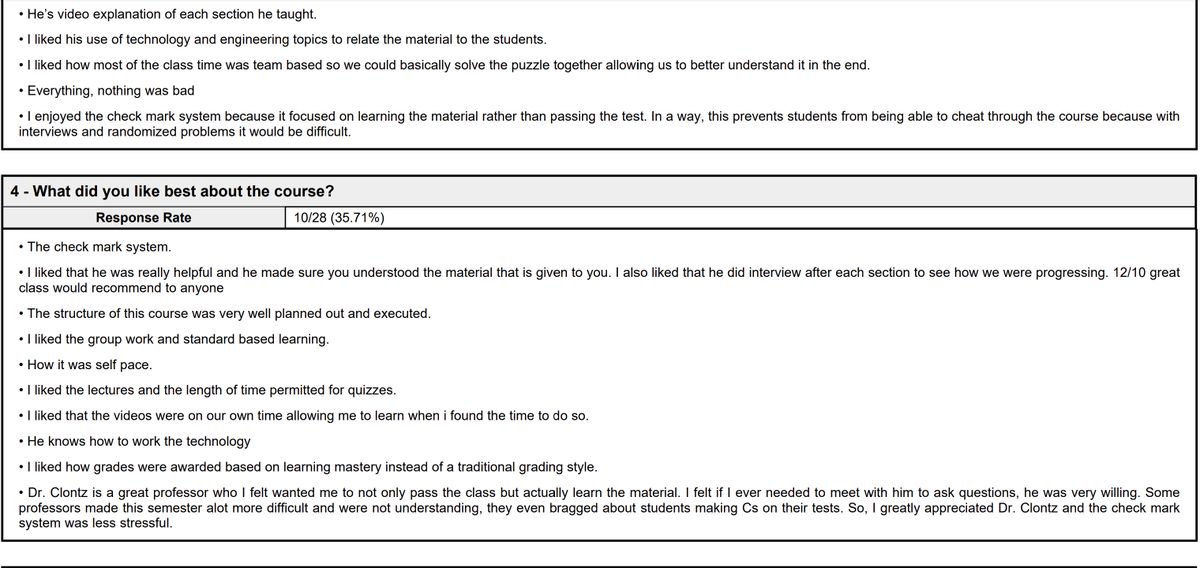 • He's video explanation of each section he taught.
• I liked his use of technology and engineering topics to relate the material to the students.
• I liked how most of the class time was team based so we could basically solve the puzzle together allowing us to better understand it in the end.
• Everything, nothing was bad
• I enjoyed the check mark system because it focused on learning the material rather than passing the test. In a way, this prevents students from being able to cheat through the course because with
interviews and randomized problems it would be difficult.
4 - What did you like best about the course?
Response Rate 10/28 (35.71%)
• The check mark system.
• I liked that he was really helpful and he made sure you understood the material that is given to you. I also liked that he did interview after each section to see how we were progressing. 12/10 great
class would recommend to anyone
• The structure of this course was very well planned out and executed.
• I liked the group work and standard based learning.
• How it was self pace.
• I liked the lectures and the length of time permitted for quizzes.
• I liked that the videos were on our own time allowing me to learn when i found the time to do so.
• He knows how to work the technology
• I liked how grades were awarded based on learning mastery instead of a traditional grading style.
• Dr. Clontz is a great professor who I felt wanted me to not only pass the class but actually learn the material. I felt if I ever needed to meet with him to ask questions, he was very willing. Some
professors made this semester alot more difficult and were not understanding, they even bragged about students making Cs on their tests. So, I greatly appreciated Dr. Clontz and the check mark
system was less stressful.